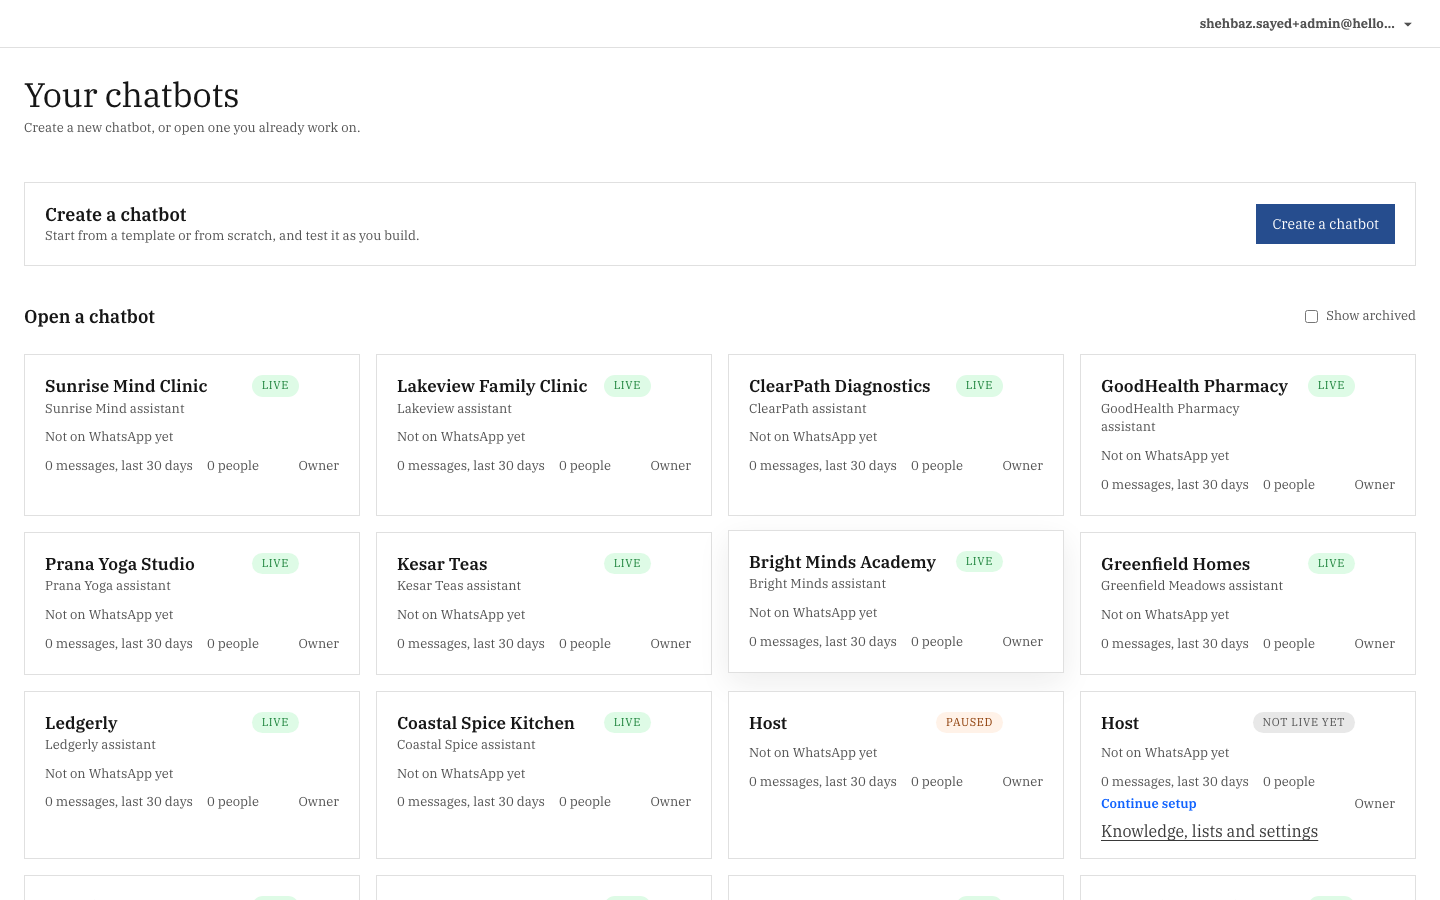 shehbaz.sayed+admin@hello...
Your chatbots
Create a new chatbot, or open one you already work on.
Create a chatbot
Start from a template or from scratch, and test it as you build.
Create a chatbot
Open a chatbot
Show archived
Sunrise Mind Clinic LIVE
Sunrise Mind assistant
Not on WhatsApp yet
0 messages, last 30 days 0 people Owner
Lakeview Family Clinic LIVE
Lakeview assistant
Not on WhatsApp yet
0 messages, last 30 days 0 people Owner
ClearPath Diagnostics LIVE
ClearPath assistant
Not on WhatsApp yet
0 messages, last 30 days 0 people Owner
GoodHealth Pharmacy LIVE
GoodHealth Pharmacy
assistant
Not on WhatsApp yet
0 messages, last 30 days 0 people Owner
Prana Yoga Studio LIVE
Prana Yoga assistant
Not on WhatsApp yet
0 messages, last 30 days 0 people Owner
Kesar Teas LIVE
Kesar Teas assistant
Not on WhatsApp yet
0 messages, last 30 days 0 people Owner
Bright Minds Academy LIVE
Bright Minds assistant
Not on WhatsApp yet
0 messages, last 30 days 0 people Owner
Greenfield Homes LIVE
Greenfield Meadows assistant
Not on WhatsApp yet
0 messages, last 30 days 0 people Owner
Ledgerly LIVE
Ledgerly assistant
Not on WhatsApp yet
0 messages, last 30 days 0 people Owner
Coastal Spice Kitchen LIVE
Coastal Spice assistant
Not on WhatsApp yet
0 messages, last 30 days 0 people Owner
Host PAUSED
Not on WhatsApp yet
0 messages, last 30 days 0 people Owner
Host NOT LIVE YET
Not on WhatsApp yet
0 messages, last 30 days 0 people
Continue setup Owner
Knowledge, lists and settings